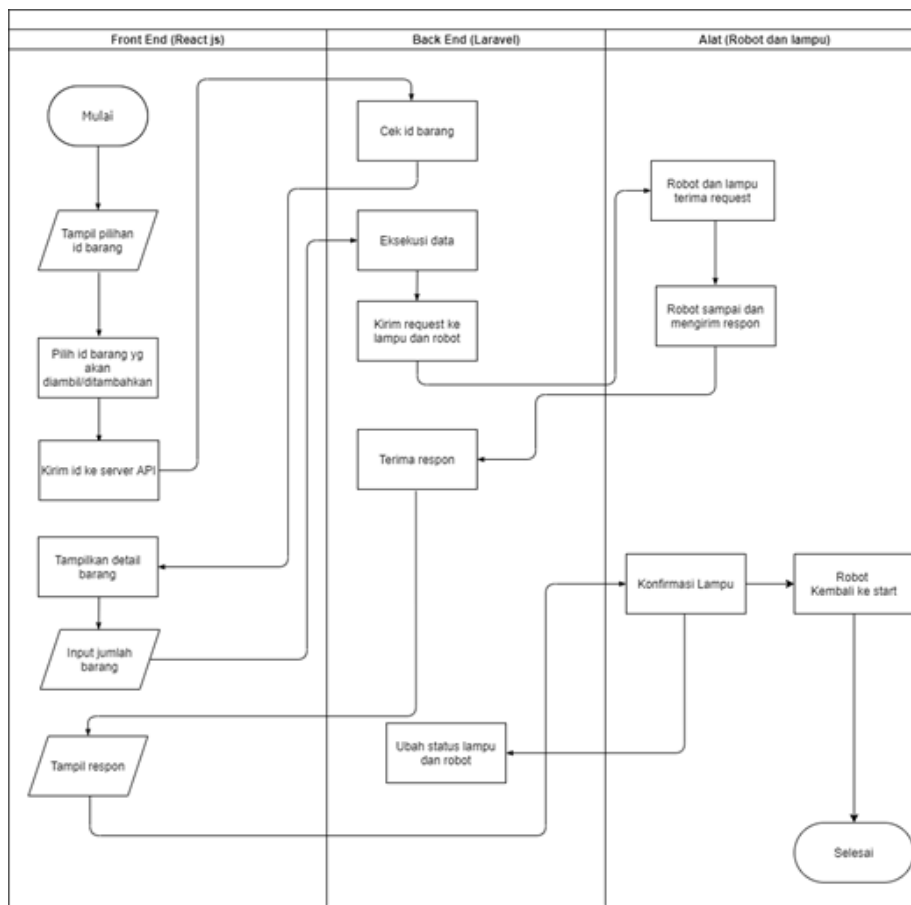 Front End (React js)
Back End (Laravel)
Alat (Robot dan lampu)
Mulai
Tampil pilihan
id barang
Pilih id barang yg
akan
diambil/ditambahkan
Kirim id ke server API
Tampilkan detail
barang
Input jumlah
barang
Tampil respon
Cek id barang
Eksekusi data
Kirim request ke
lampu dan robot
Terima respon
Ubah status lampu
dan robot
Robot dan lampu
terima request
Robot sampai dan
mengirim respon
Konfirmasi Lampu
Robot
Kembali ke start
Selesai